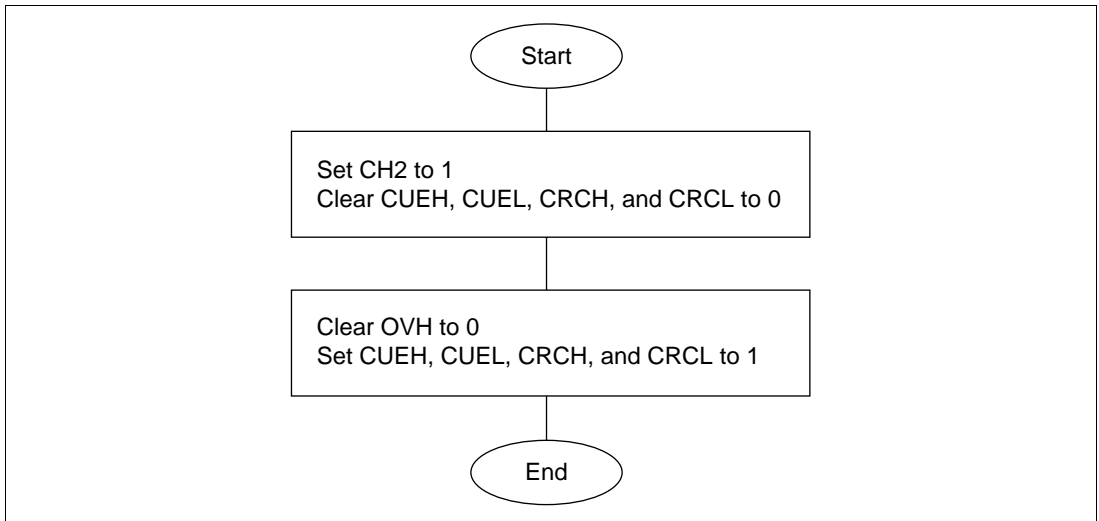 Start
Set CH2 to 1
Clear CUEH, CUEL, CRCH, and CRCL to 0
Clear OVH to 0
Set CUEH, CUEL, CRCH, and CRCL to 1
End